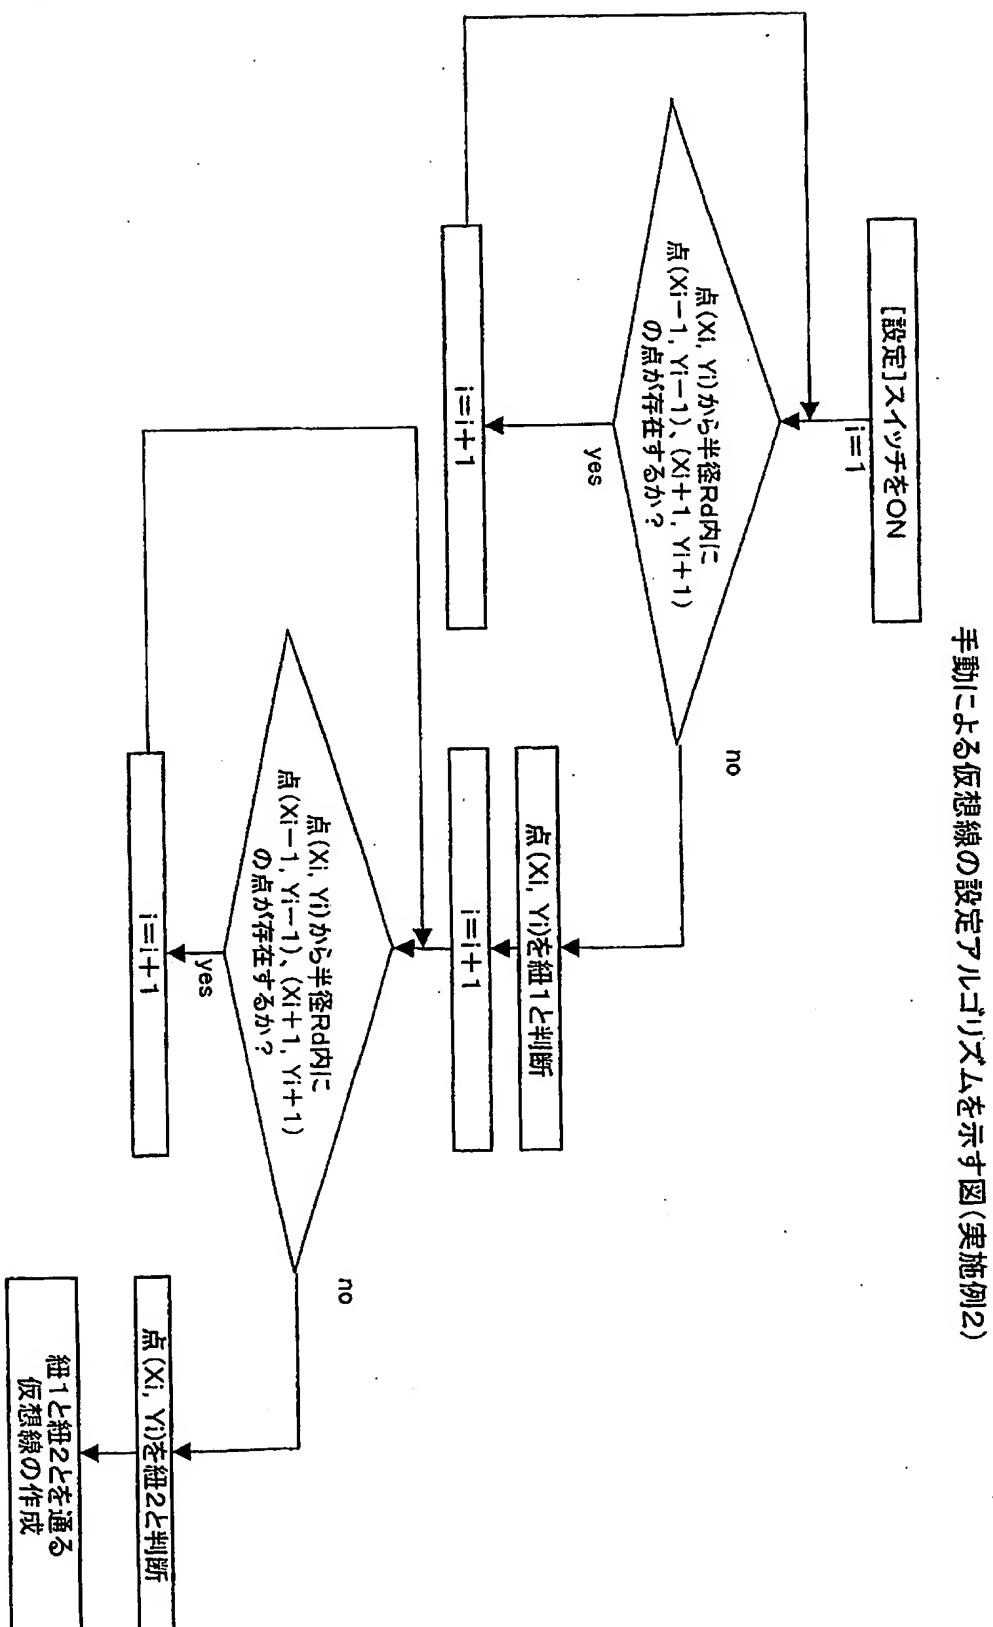 手動による仮想線の設定アルゴリズムを示す図(実施例2)
[設定]スイッチをON
i=1
点(Xi, Yi)から半径Rd内に
点(Xi-1, Yi-1)、(Xi+1, Yi+1)
の点が存在するか?
yes
i=i+1
no
点(Xi, Yi)を紐1と判断
i=i+1
点(Xi, Yi)から半径Rd内に
点(Xi-1, Yi-1)、(Xi+1, Yi+1)
の点が存在するか?
yes
i=i+1
no
点(Xi, Yi)を紐2と判断
紐1と紐2とを通る
仮想線の作成